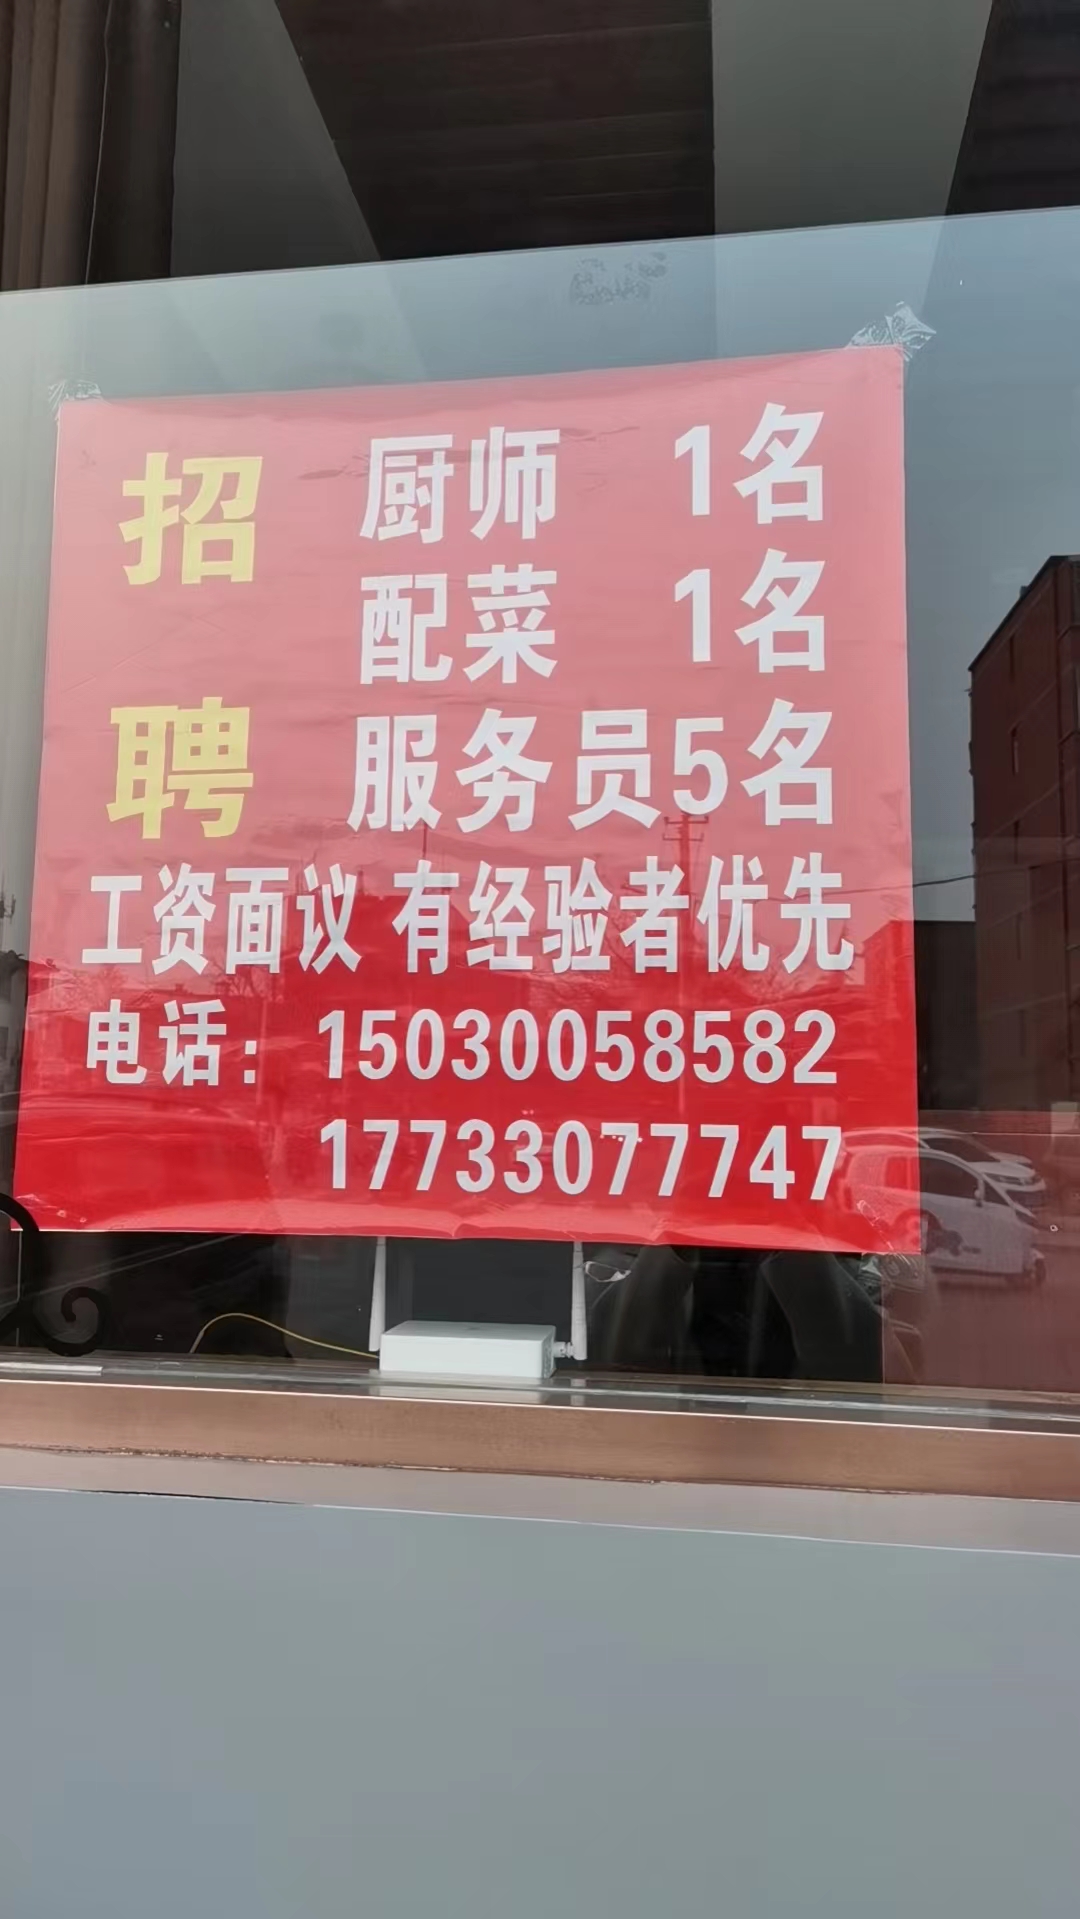 招聘
厨师 1名
配菜 1名
服务员5名
工资面议 有经验者优先
电话：15030058582
17733077747